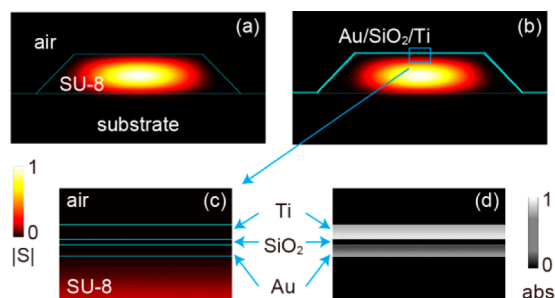 (a)
air
SU-8
substrate
(b)
Au/SiO₂/Ti
1
0
|S|
air
(c)
SU-8
Ti
SiO₂
Au
(d)
1
0
abs